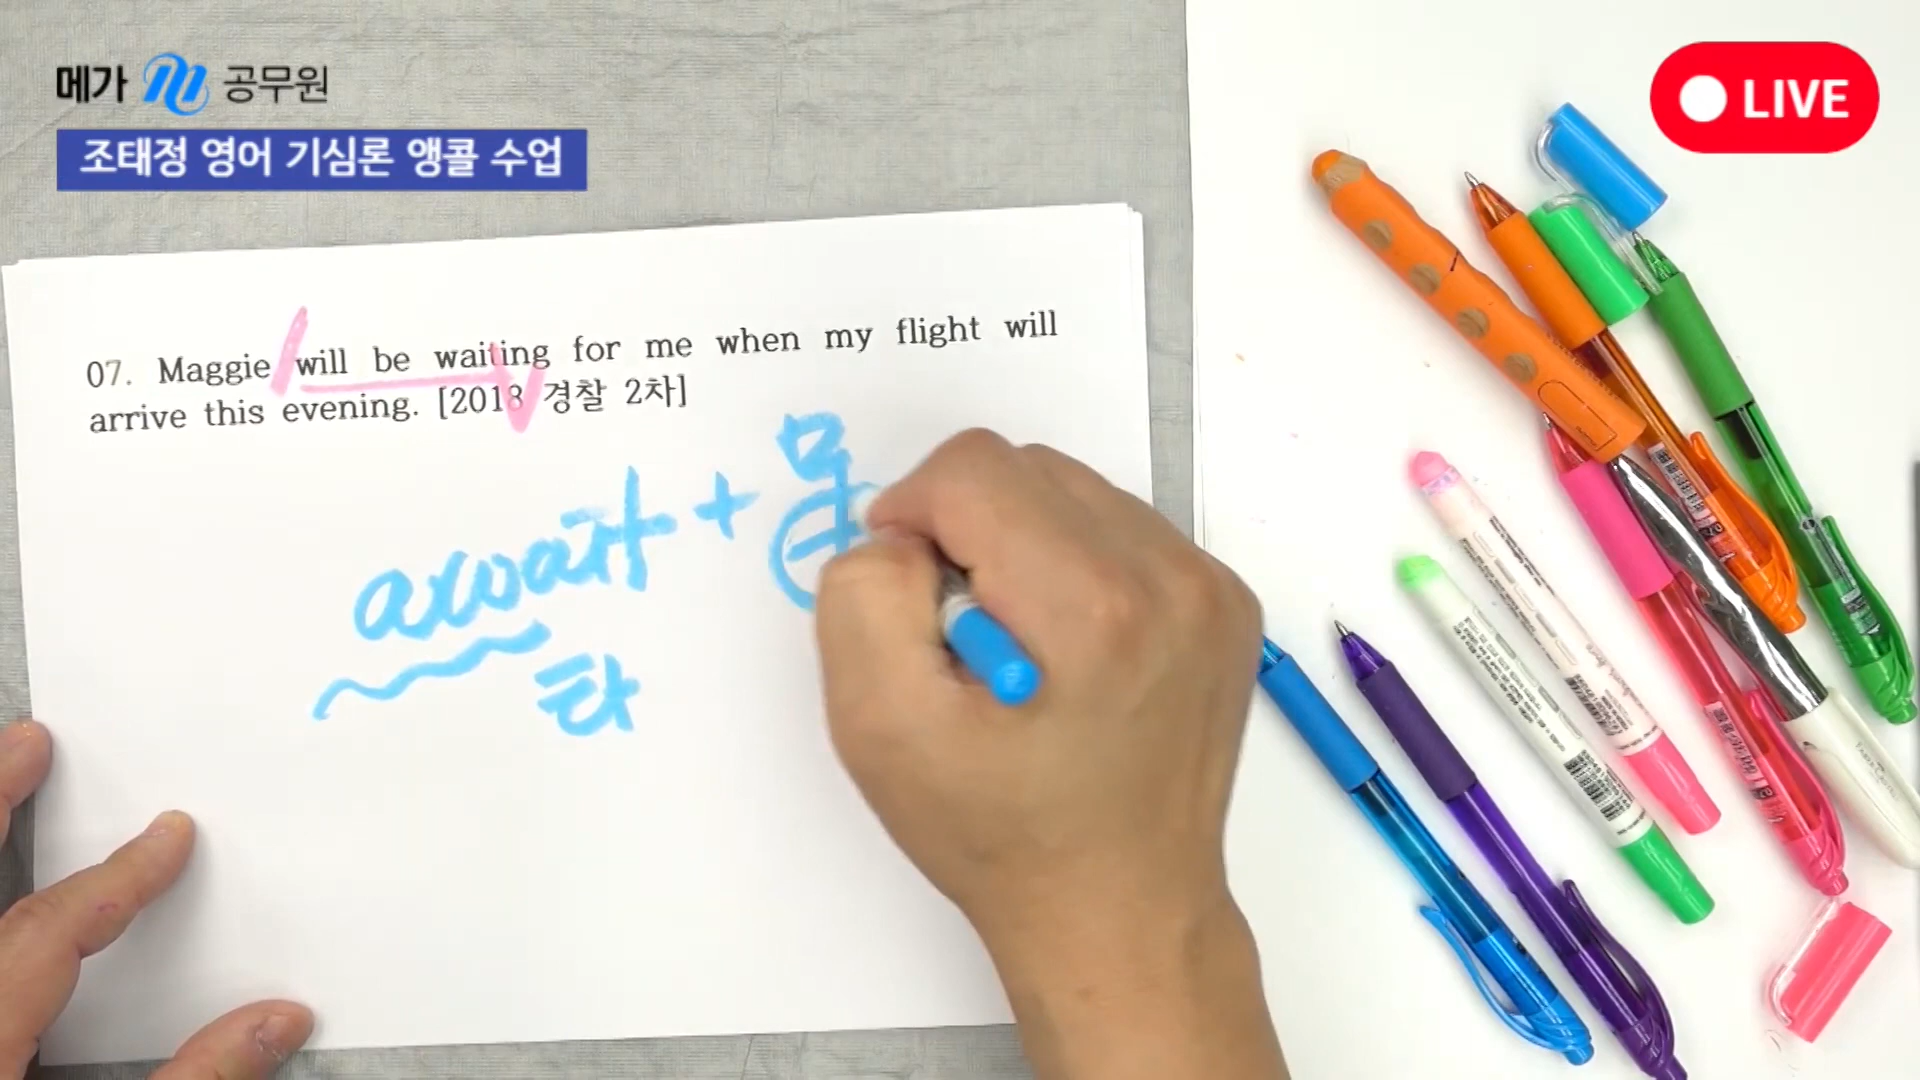 메가 공무원
조태정 영어 기심론 앵콜 수업
LIVE
07. Maggie will be waiting for me when my flight will
arrive this evening. [2018 경찰 2차]
await + 목
타